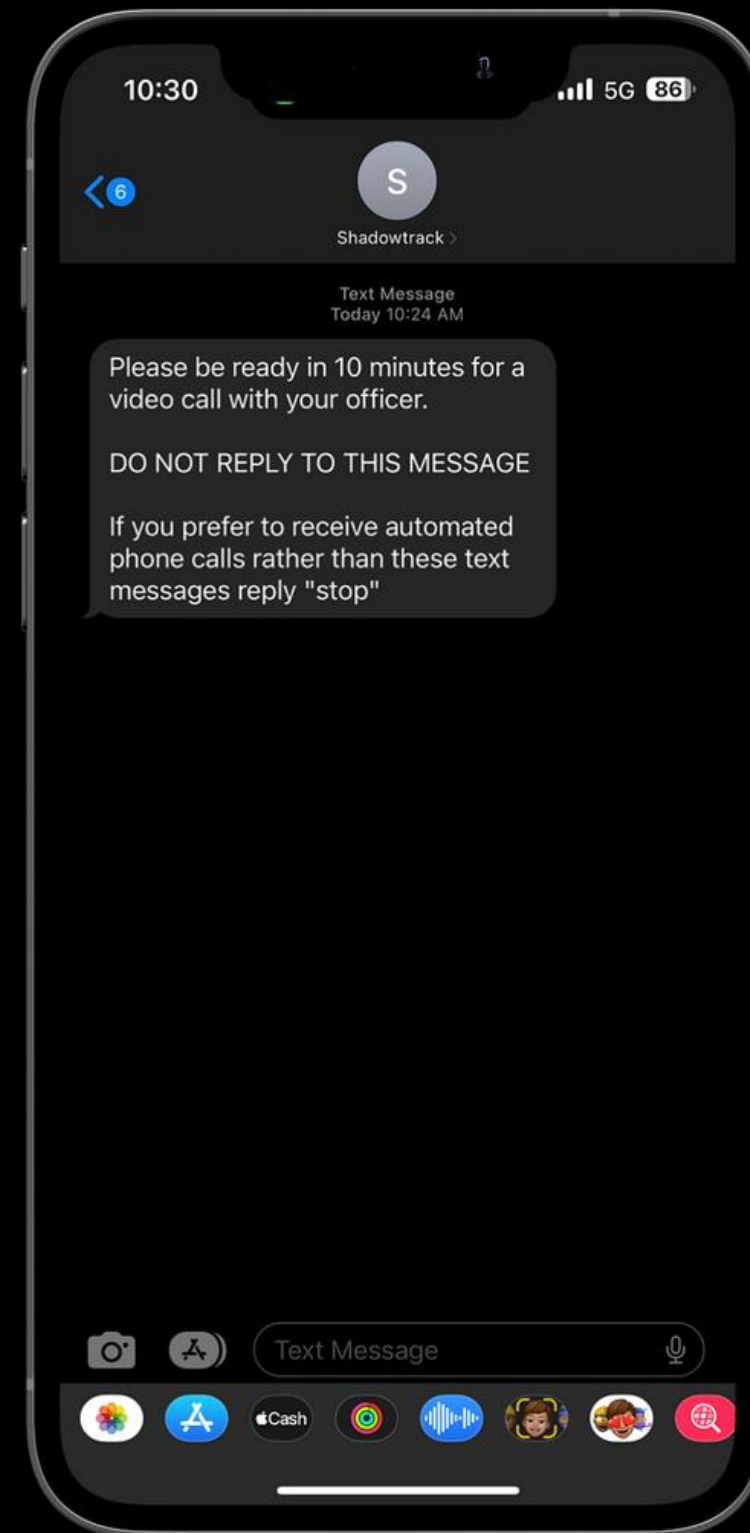 10:30
5G 86
6
S
Shadowtrack
Text Message
Today 10:24 AM
Please be ready in 10 minutes for a
video call with your officer.
DO NOT REPLY TO THIS MESSAGE
If you prefer to receive automated
phone calls rather than these text
messages reply "stop"
Text Message
Cash